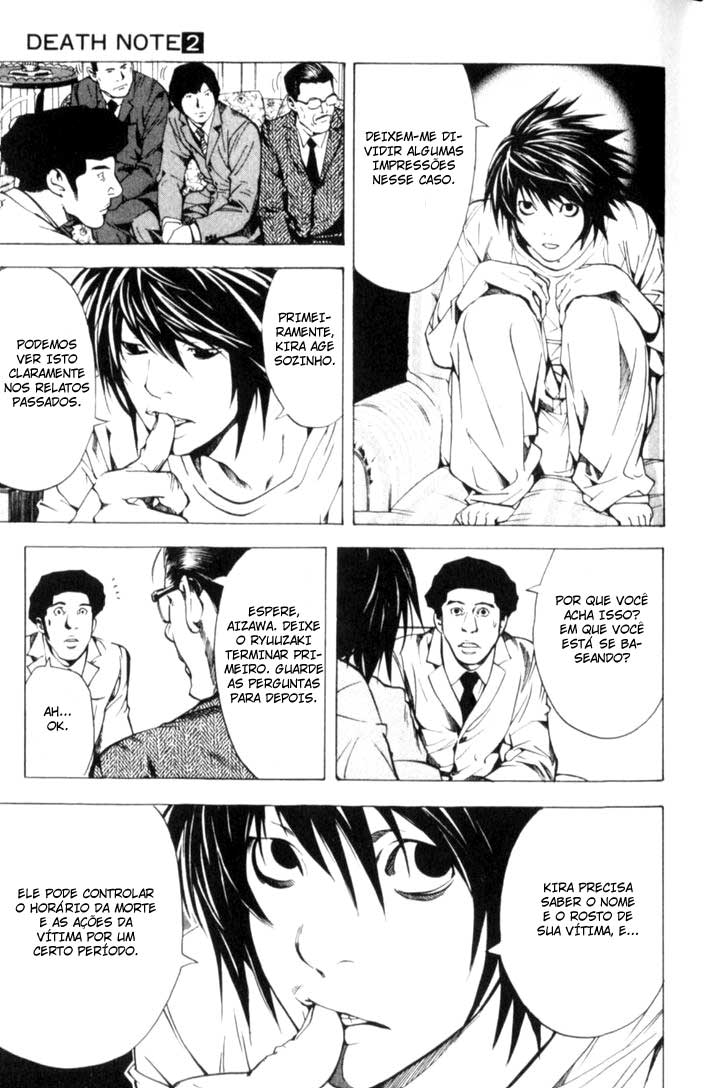 DEATH NOTE 2
DEIXEM-ME DI-
VIDIR ALGUMAS
IMPRESSÕES
NESSE CASO.
PRIMEI-
RAMENTE,
KIRA AGE
SOZINHO.
PODEMOS
VER ISTO
CLARAMENTE
NOS RELATOS
PASSADOS.
POR QUE VOCÊ
ACHA ISSO?
EM QUE VOCÊ
ESTÁ SE BA-
SEANDO?
ESPERE,
AIZAWA. DEIXE
O RYUUZAKI
TERMINAR PRI-
MEIRO. GUARDE
AS PERGUNTAS
PARA DEPOIS.
AH...
OK.
KIRA PRECISA
SABER O NOME
E O ROSTO DE
SUA VÍTIMA, E...
ELE PODE CONTROLAR
O HORÁRIO DA MORTE
E AS AÇÕES DA
VÍTIMA POR UM
CERTO PERÍODO.